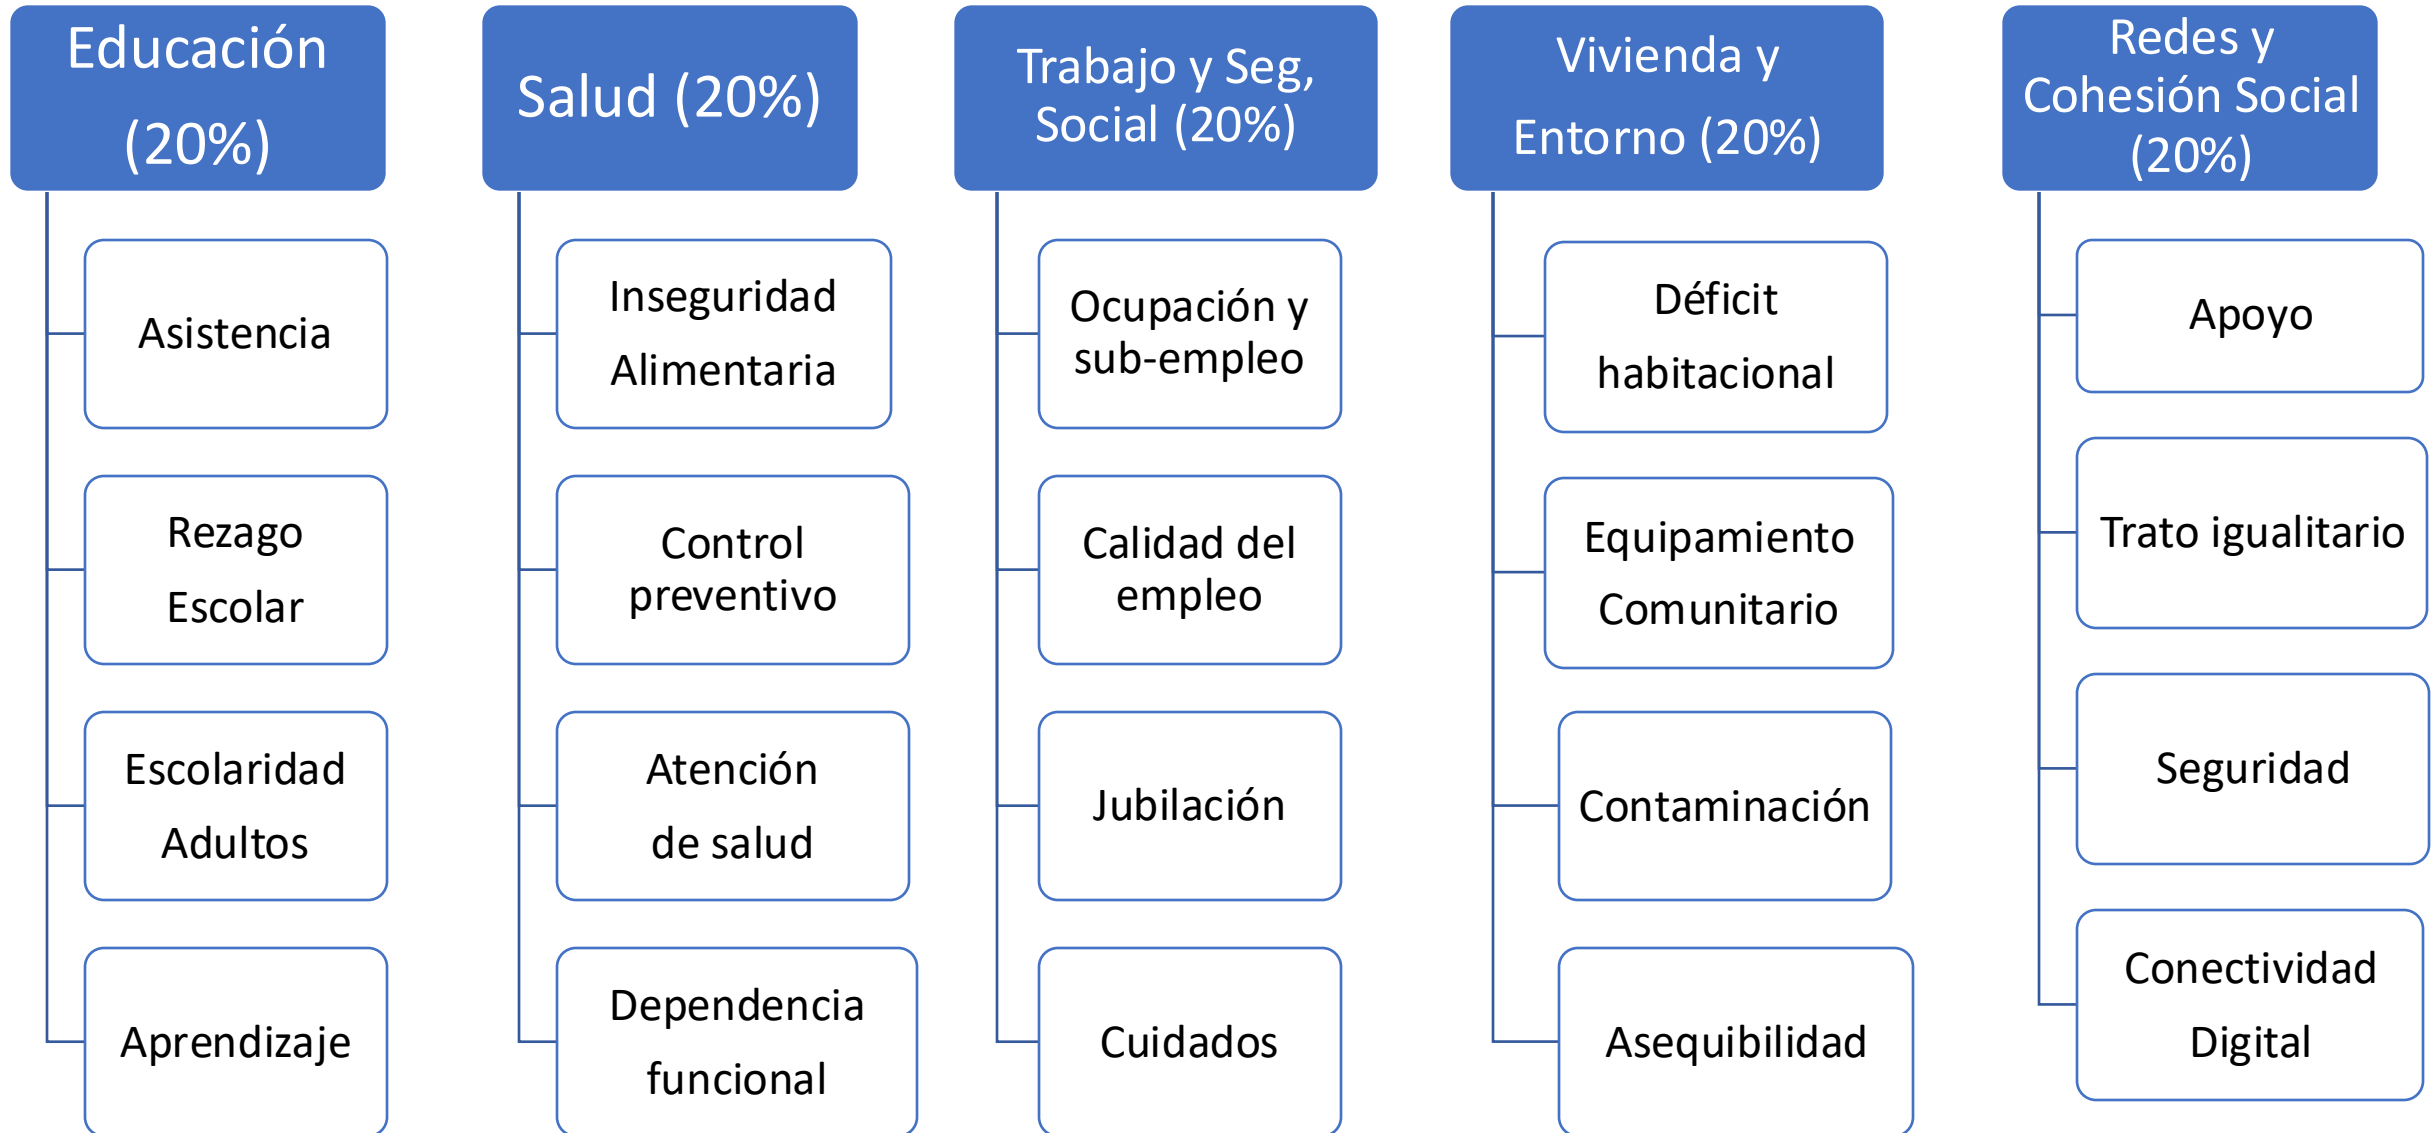 Educación
(20%)
Asistencia
Rezago
Escolar
Escolaridad
Adultos
Aprendizaje
Salud (20%)
Inseguridad
Alimentaria
Control
preventivo
Atención
de salud
Dependencia
funcional
Trabajo y Seg,
Social (20%)
Ocupación y
sub-empleo
Calidad del
empleo
Jubilación
Cuidados
Vivienda y
Entorno (20%)
Déficit
habitacional
Equipamiento
Comunitario
Contaminación
Asequibilidad
Redes y
Cohesión Social
(20%)
Apoyo
Trato igualitario
Seguridad
Conectividad
Digital